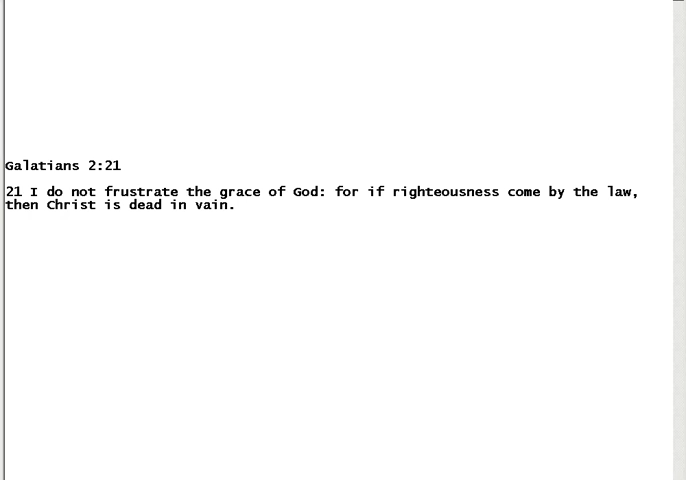 Galatians 2:21
21 I do not frustrate the grace of God: for if righteousness come by the law,
then Christ is dead in vain.